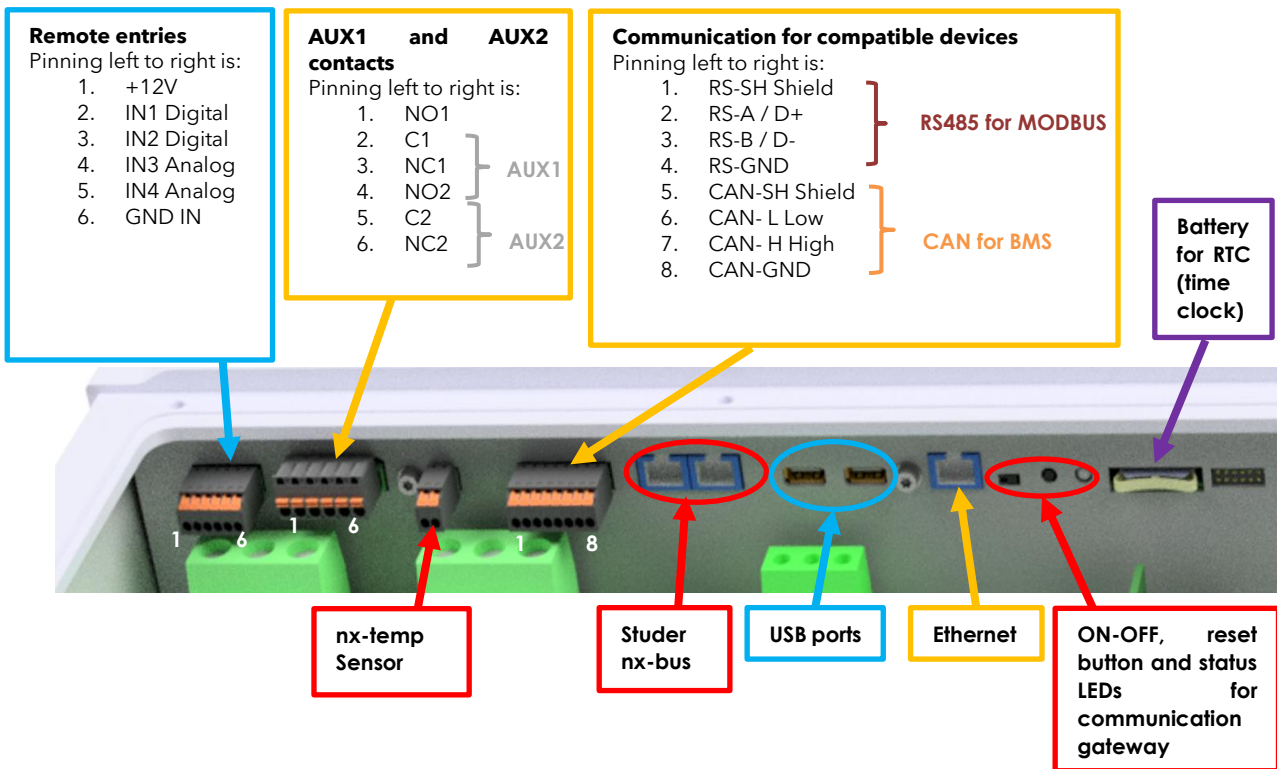 Remote entries
Pinning left to right is:
1. +12V
2. IN1 Digital
3. IN2 Digital
4. IN3 Analog
5. IN4 Analog
6. GND IN
AUX1 and AUX2
contacts
Pinning left to right is:
1. NO1
2. C1
3. NC1
4. NO2
5. C2
6. NC2
AUX1
AUX2
Communication for compatible devices
Pinning left to right is:
1. RS-SH Shield
2. RS-A / D+
3. RS-B / D-
4. RS-GND
5. CAN-SH Shield
6. CAN- L Low
7. CAN- H High
8. CAN-GND
RS485 for MODBUS
CAN for BMS
Battery
for RTC
(time
clock)
1 6
1 6
1 8
nx-temp
Sensor
Studer
nx-bus
USB ports
Ethernet
ON-OFF, reset
button and status
LEDs for
communication
gateway